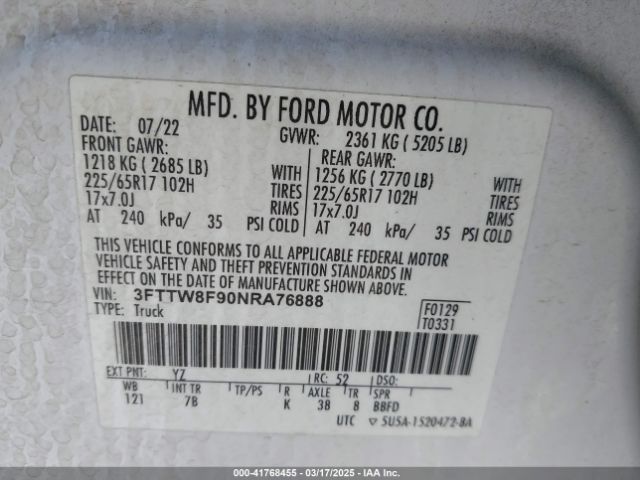 MFD. BY FORD MOTOR CO.
DATE: 07/22 GVWR: 2361 KG ( 5205 LB)
FRONT GAWR: REAR GAWR:
1218 KG ( 2685 LB) WITH 1256 KG ( 2770 LB) WITH
225/65R17 102H TIRES 225/65R17 102H TIRES
17x7.0J RIMS 17x7.0J RIMS
AT 240 kPa/ 35 PSI COLD AT 240 kPa/ 35 PSI COLD
THIS VEHICLE CONFORMS TO ALL APPLICABLE FEDERAL MOTOR
VEHICLE SAFETY AND THEFT PREVENTION STANDARDS IN
EFFECT ON THE DATE OF MANUFACTURE SHOWN ABOVE.
VIN: 3FTTW8F90NRA76888
TYPE: Truck
F0129
T0331
EXT PNT: YZ RC: 52 DSO:
WB INT TR TP/PS R AXLE TR SPR
121 7B K 38 8 BBFD
UTC ▽ 5U5A-1520472-BA
000-41768455 - 03/17/2025 - IAA Inc.